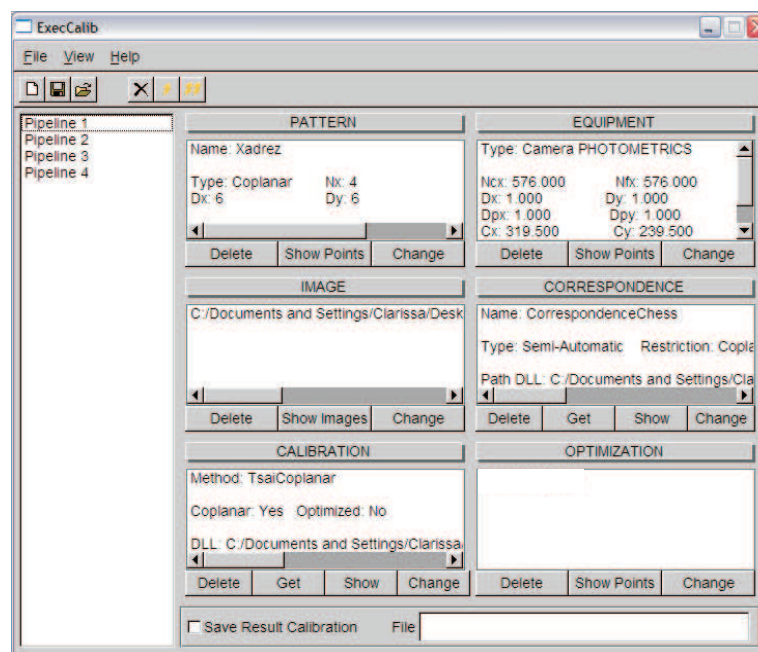 ExecCalib
File View Help
Pipeline 1
Pipeline 2
Pipeline 3
Pipeline 4
PATTERN
Name: Xadrez
Type: Coplanar Nx: 4
Dx: 6 Dy: 6
Delete Show Points Change
EQUIPMENT
Type: Camera PHOTOMETRICS
Ncx: 576.000 Nfx: 576.000
Dx: 1.000 Dy: 1.000
Dpx: 1.000 Dpy: 1.000
Cx: 319.500 Cy: 239.500
Delete Show Points Change
IMAGE
C:/Documents and Settings/Clarissa/Desk
Delete Show Images Change
CORRESPONDENCE
Name: CorrespondenceChess
Type: Semi-Automatic Restriction: Copla
Path DLL: C:/Documents and Settings/Cla
Delete Get Show Change
CALIBRATION
Method: TsaiCoplanar
Coplanar: Yes Optimized: No
DLL: C:/Documents and Settings/Clarissa/
Delete Get Show Change
OPTIMIZATION
Delete Show Points Change
Save Result Calibration File